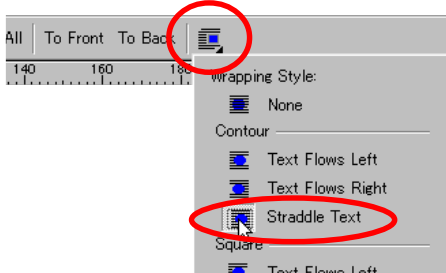 All To Front To Back
140 160 180
Wrapping Style:
None
Contour
Text Flows Left
Text Flows Right
Straddle Text
Square
Text Flows Left